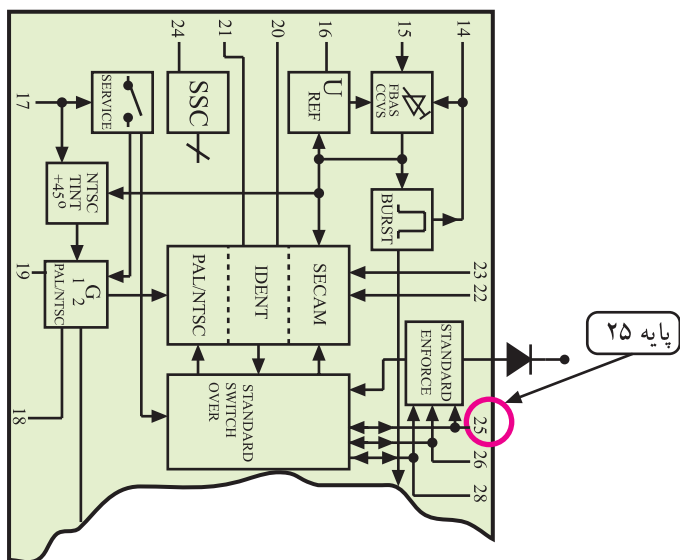 24
21
20
16
15
14
SERVICE
SSC
U
REF
FBAS
CCVS
17
NTSC
TINT
+45º
BURST
19
G
1 2
PAL/NTSC
PAL/NTSC
IDENT
SECAM
23
22
STANDARD
ENFORCE
پایه ۲۵
18
STANDARD
SWITCH
OVER
25
26
28